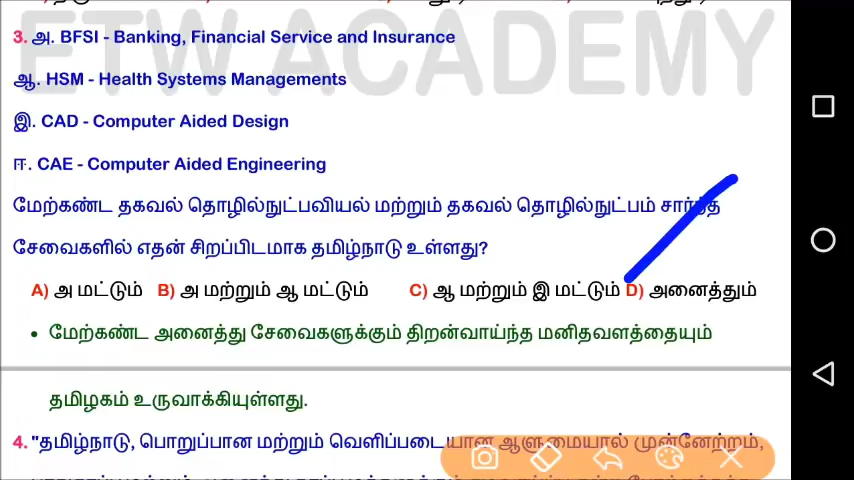 ETW ACADEMY
3. அ. BFSI - Banking, Financial Service and Insurance
ஆ. HSM - Health Systems Managements
இ. CAD - Computer Aided Design
ஈ. CAE - Computer Aided Engineering
மேற்கண்ட தகவல் தொழில்நுட்பவியல் மற்றும் தகவல் தொழில்நுட்பம் சார்ந்த
சேவைகளில் எதன் சிறப்பிடமாக தமிழ்நாடு உள்ளது?
A) அ மட்டும் B) அ மற்றும் ஆ மட்டும் C) ஆ மற்றும் இ மட்டும் D) அனைத்தும்
• மேற்கண்ட அனைத்து சேவைகளுக்கும் திறன்வாய்ந்த மனிதவளத்தையும்
தமிழகம் உருவாக்கியுள்ளது.
4. "தமிழ்நாடு, பொறுப்பான மற்றும் வெளிப்படையான ஆளுமையால் முன்னேற்றம்,